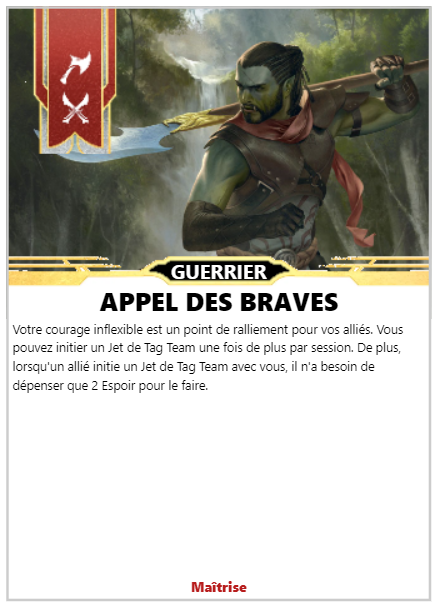 GUERRIER
APPEL DES BRAVES
Votre courage inflexible est un point de ralliement pour vos alliés. Vous
pouvez initier un Jet de Tag Team une fois de plus par session. De plus,
lorsqu'un allié initie un Jet de Tag Team avec vous, il n'a besoin de
dépenser que 2 Espoir pour le faire.
Maîtrise